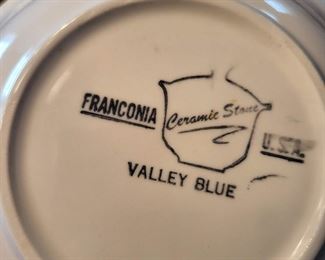 FRANCONIA Ceramic Stone U.S.A.
VALLEY BLUE